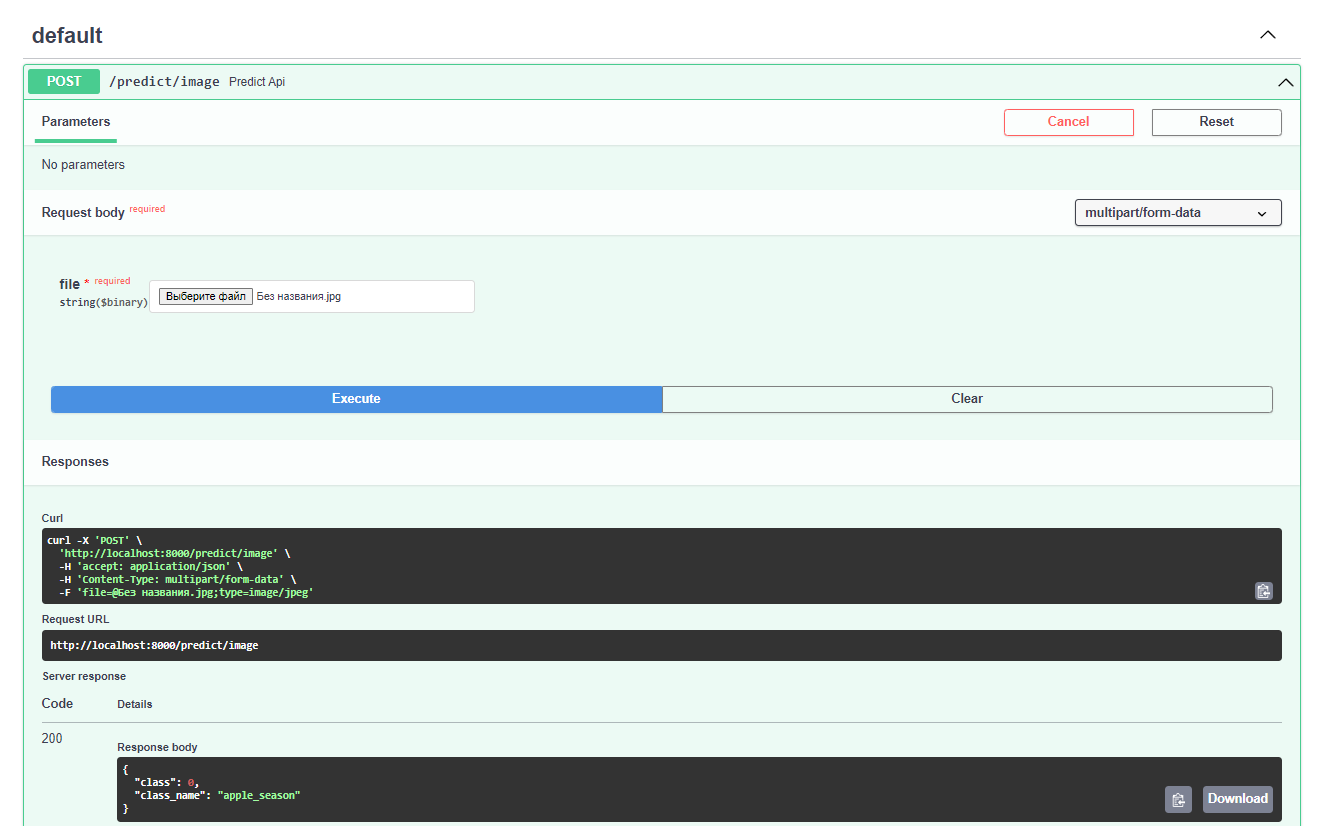 default
POST /predict/image Predict Api
Parameters Cancel Reset
No parameters
Request body required multipart/form-data
file * required
string($binary) Выберите файл Без названия.jpg
Execute Clear
Responses
Curl
curl -X 'POST' \
'http://localhost:8000/predict/image' \
-H 'accept: application/json' \
-H 'Content-Type: multipart/form-data' \
-F 'file=@Без названия.jpg;type=image/jpeg'
Request URL
http://localhost:8000/predict/image
Server response
Code Details
200
Response body
{
"class": 0,
"class_name": "apple_season"
}
Download